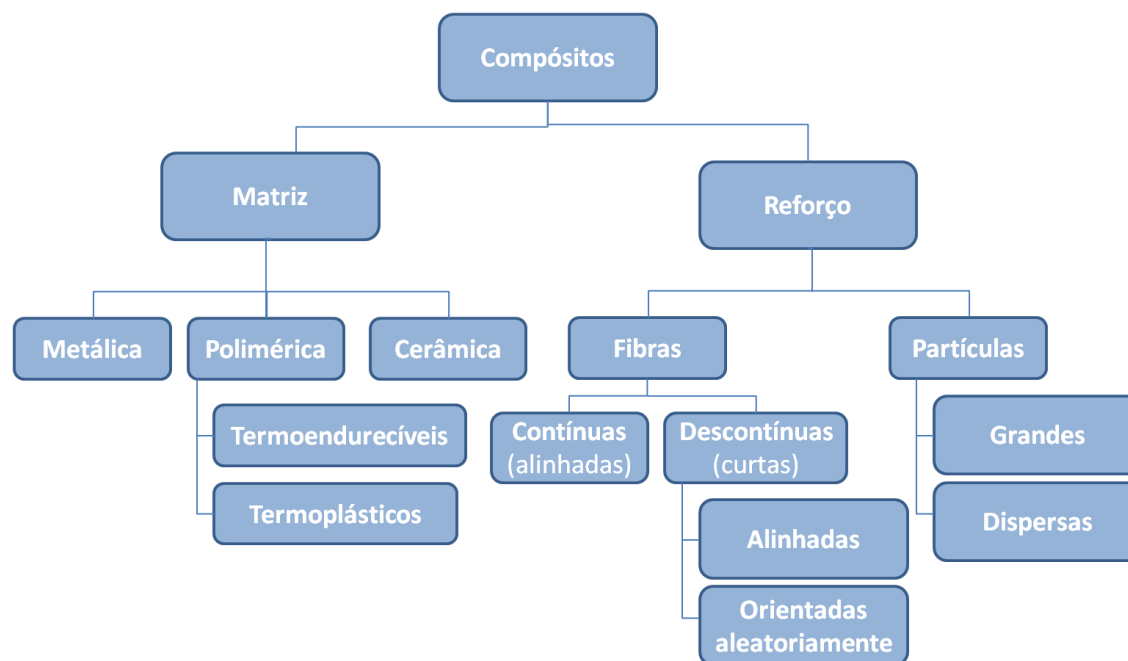 Compósitos
Matriz
Reforço
Metálica
Polimérica
Cerâmica
Fibras
Partículas
Termoendurecíveis
Termoplásticos
Contínuas
(alinhadas)
Descontínuas
(curtas)
Alinhadas
Orientadas
aleatoriamente
Grandes
Dispersas